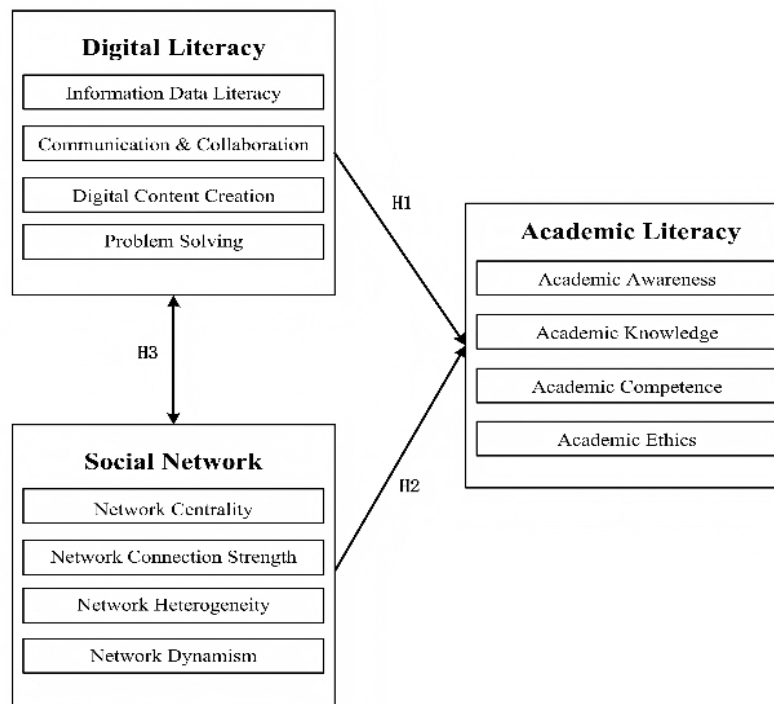 Digital Literacy
Information Data Literacy
Communication & Collaboration
Digital Content Creation
Problem Solving
H1
Academic Literacy
Academic Awareness
Academic Knowledge
Academic Competence
Academic Ethics
H3
Social Network
Network Centrality
Network Connection Strength
Network Heterogeneity
Network Dynamism
H2